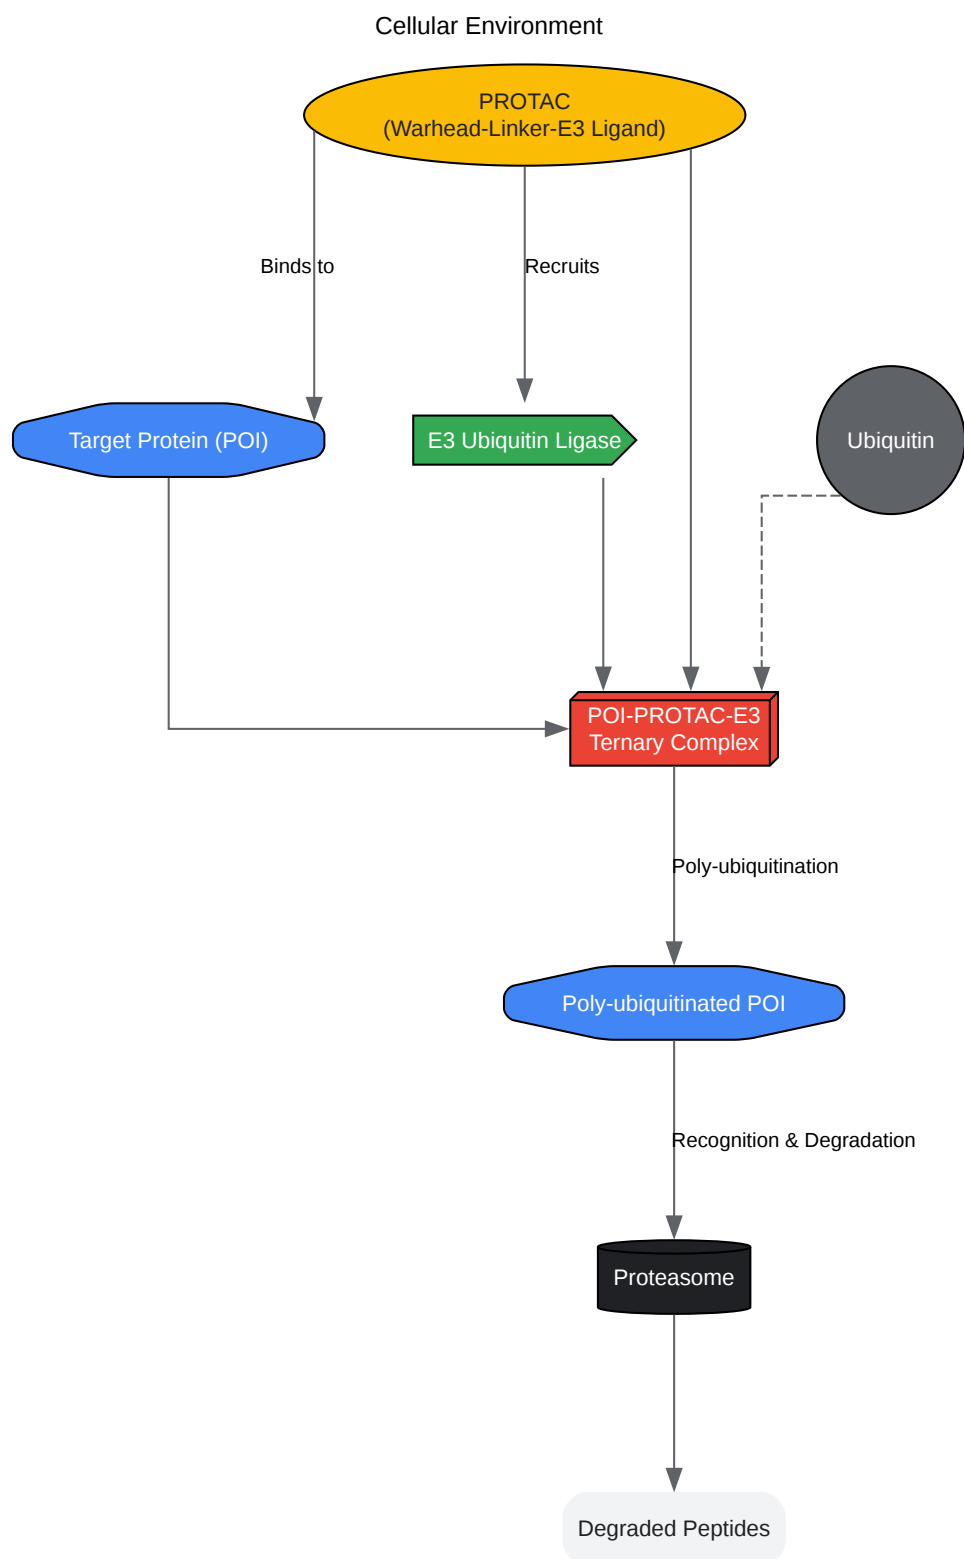 Cellular Environment
PROTAC
(Warhead-Linker-E3 Ligand)
Binds to
Recruits
Target Protein (POI)
E3 Ubiquitin Ligase
Ubiquitin
POI-PROTAC-E3
Ternary Complex
Poly-ubiquitination
Poly-ubiquitinated POI
Recognition & Degradation
Proteasome
Degraded Peptides